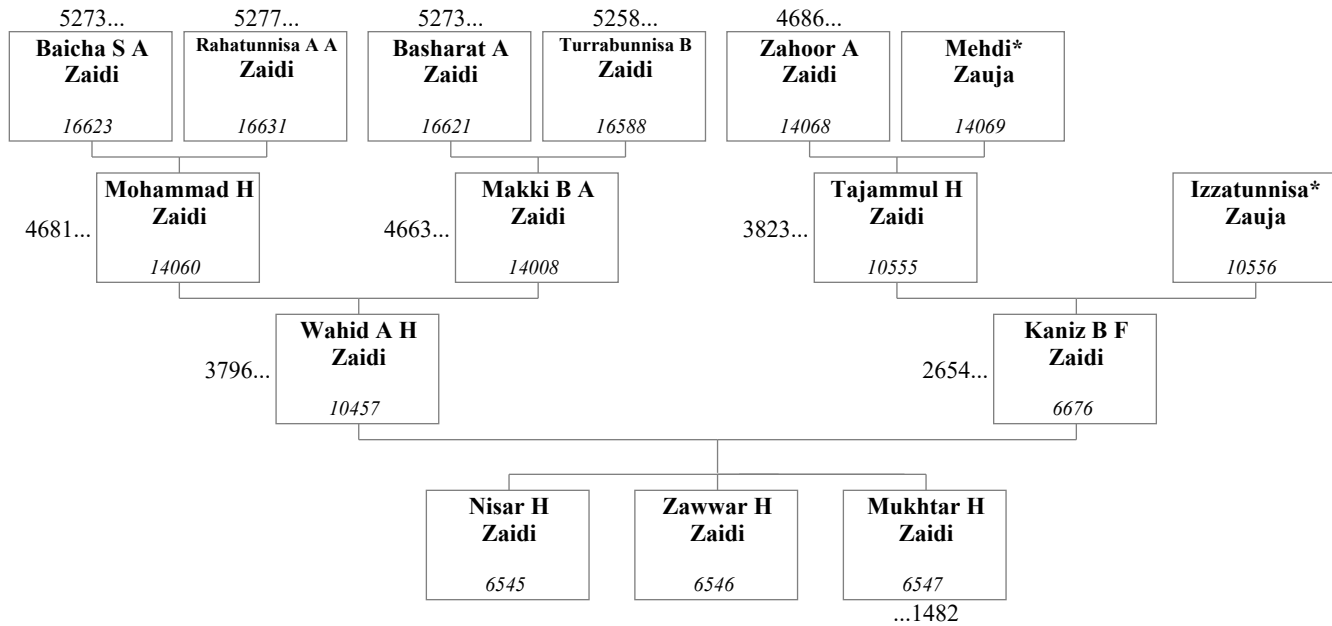 5273...
5277...
5273...
5258...
4686...
Baicha S A
Zaidi
16623
Rahatunnisa A A
Zaidi
16631
Basharat A
Zaidi
16621
Turrabunnisa B
Zaidi
16588
Zahoor A
Zaidi
14068
Mehdi*
Zauja
14069
4681...
Mohammad H
Zaidi
14060
4663...
Makki B A
Zaidi
14008
3823...
Tajammul H
Zaidi
10555
Izzatunnisa*
Zauja
10556
3796...
Wahid A H
Zaidi
10457
2654...
Kaniz B F
Zaidi
6676
Nisar H
Zaidi
6545
Zawwar H
Zaidi
6546
Mukhtar H
Zaidi
6547
...1482